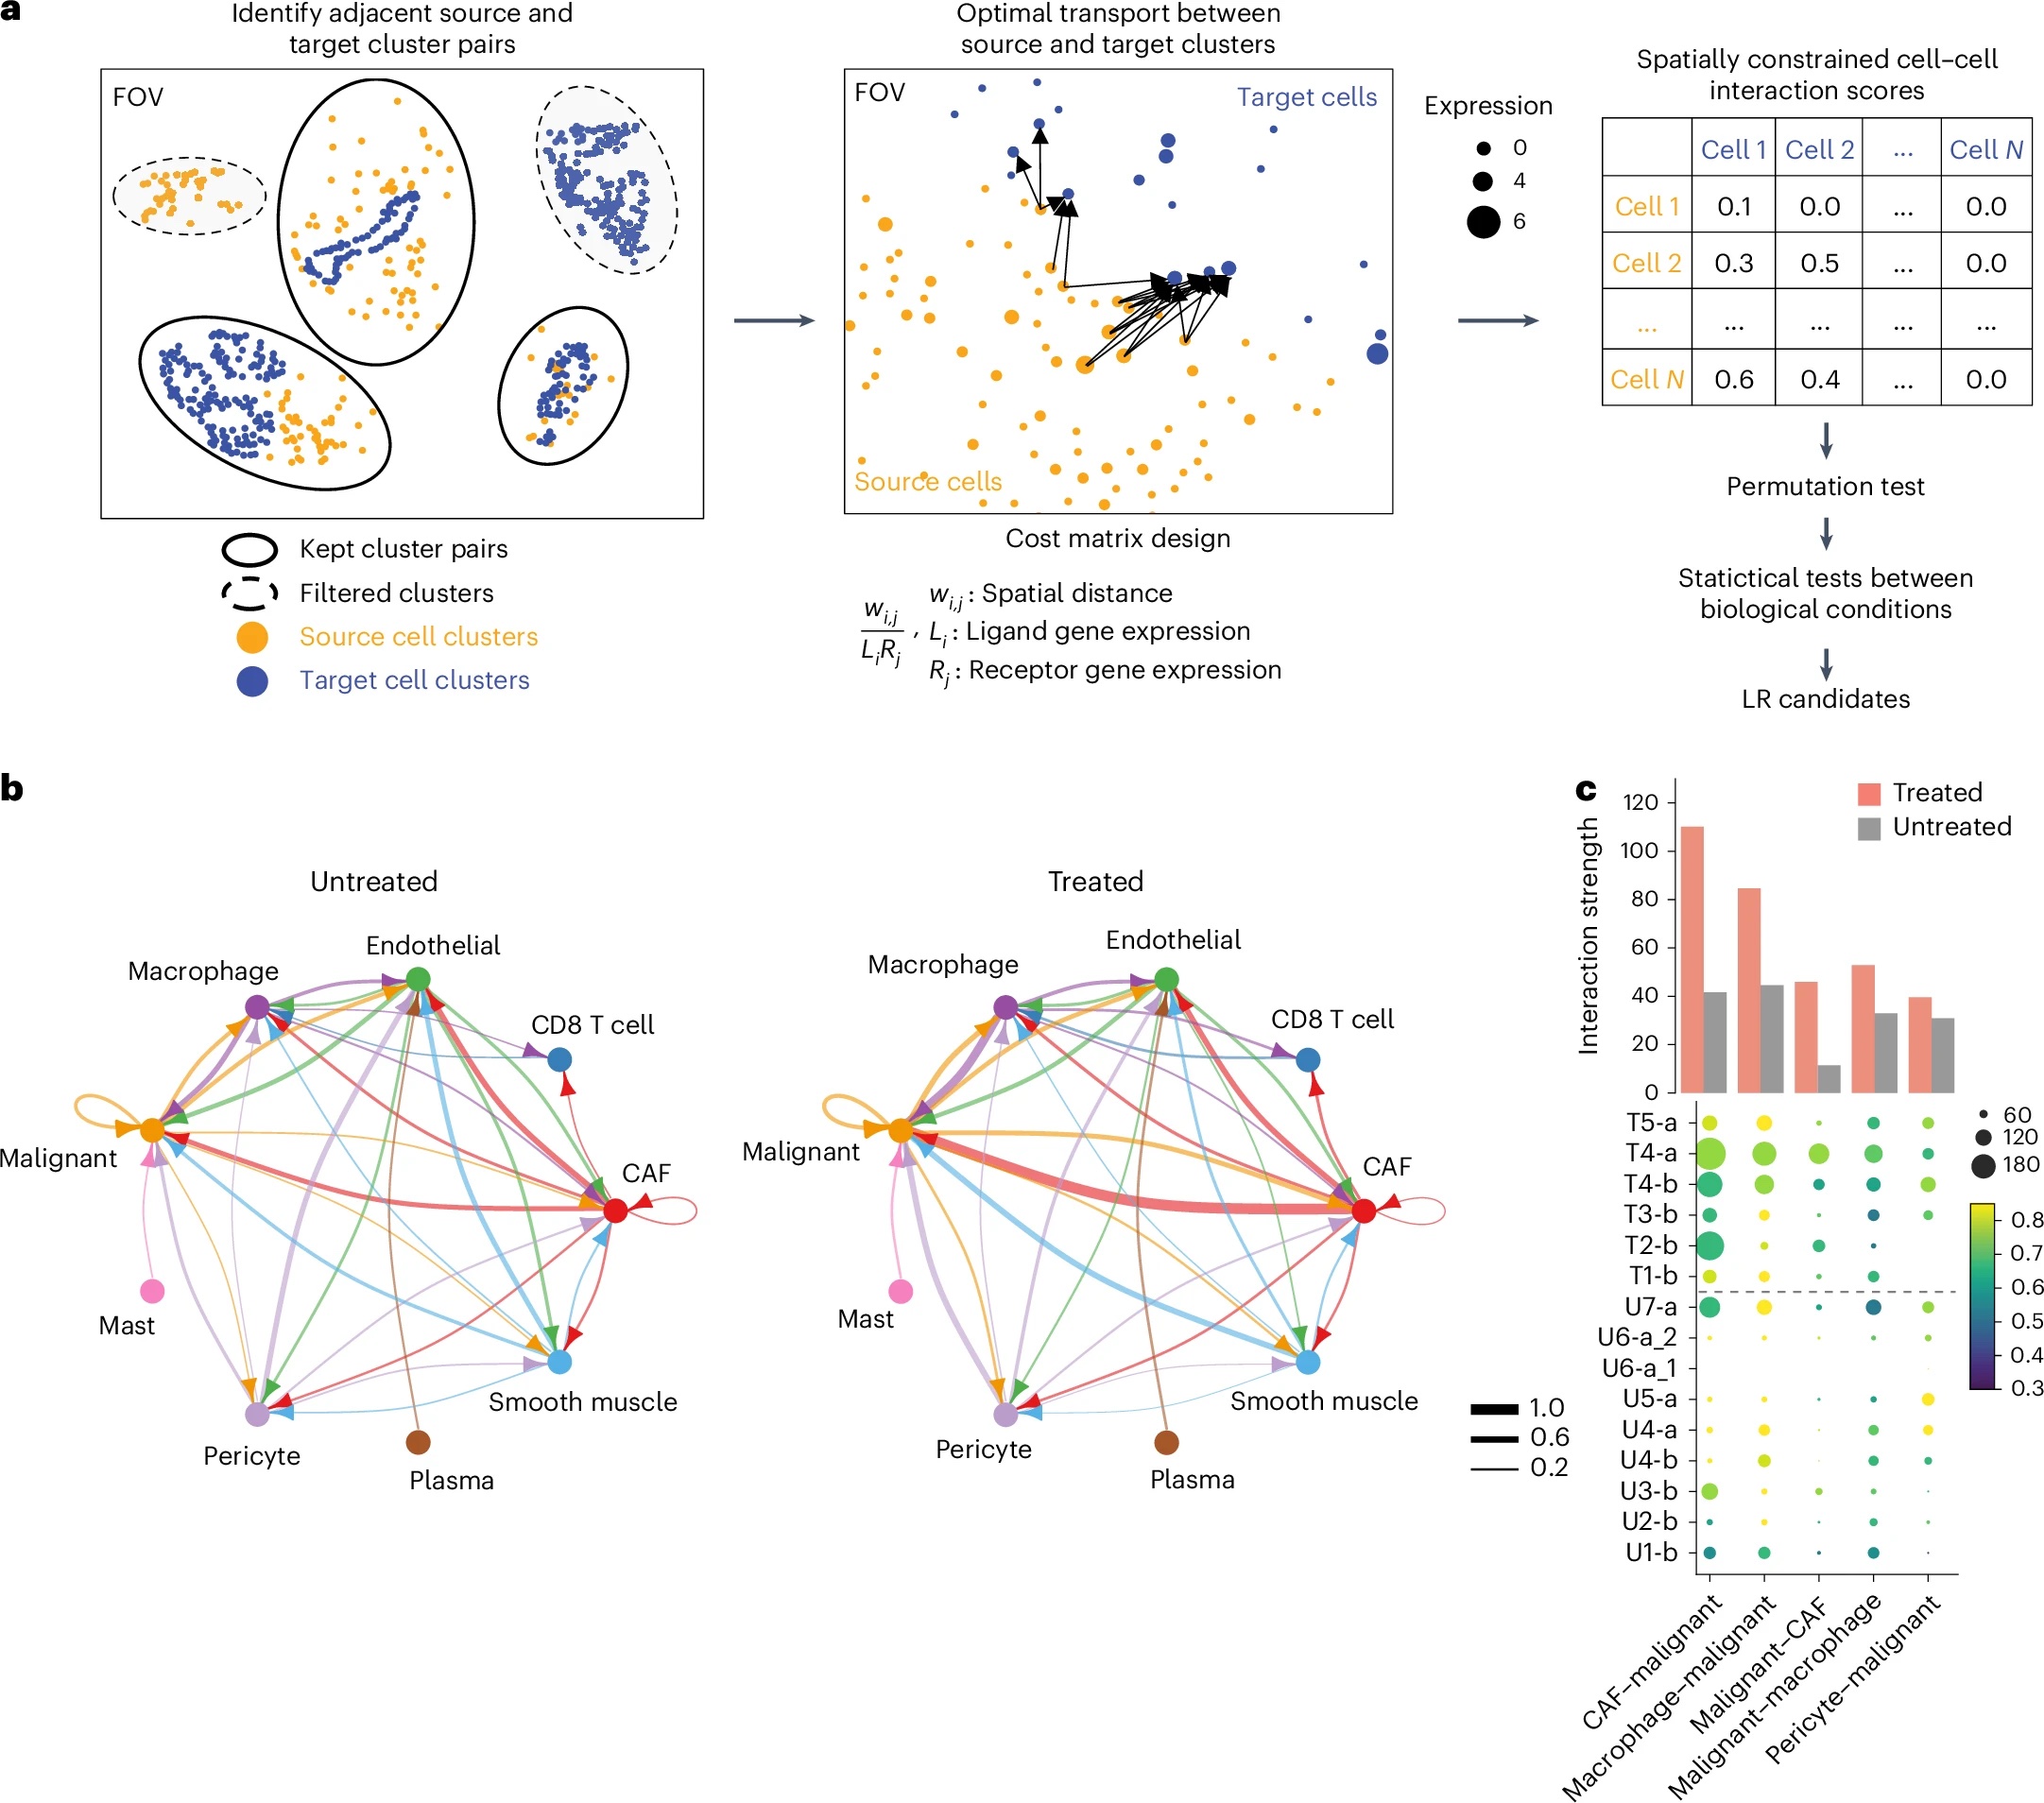 a
Identify adjacent source and
target cluster pairs
FOV
Kept cluster pairs
Filtered clusters
Source cell clusters
Target cell clusters
Optimal transport between
source and target clusters
FOV
Target cells
Source cells
Expression
0
4
6
Cost matrix design
w_{i,j} / L_i R_j , w_{i,j} : Spatial distance
L_i : Ligand gene expression
R_j : Receptor gene expression
Spatially constrained cell–cell
interaction scores
Cell 1 Cell 2 ... Cell N
Cell 1 0.1 0.0 ... 0.0
Cell 2 0.3 0.5 ... 0.0
... ... ... ... ...
Cell N 0.6 0.4 ... 0.0
Permutation test
Statictical tests between
biological conditions
LR candidates
b
Untreated
Endothelial
Macrophage
CD8 T cell
Malignant
CAF
Mast
Smooth muscle
Pericyte
Plasma
Treated
Endothelial
Macrophage
CD8 T cell
Malignant
CAF
Mast
Smooth muscle
Pericyte
Plasma
1.0
0.6
0.2
c
Treated
Untreated
Interaction strength
120
100
80
60
40
20
0
T5-a
T4-a
T4-b
T3-b
T2-b
T1-b
U7-a
U6-a_2
U6-a_1
U5-a
U4-a
U4-b
U3-b
U2-b
U1-b
60
120
180
0.8
0.7
0.6
0.5
0.4
0.3
CAF–malignant
Macrophage–malignant
Malignant–CAF
Malignant–macrophage
Pericyte–malignant